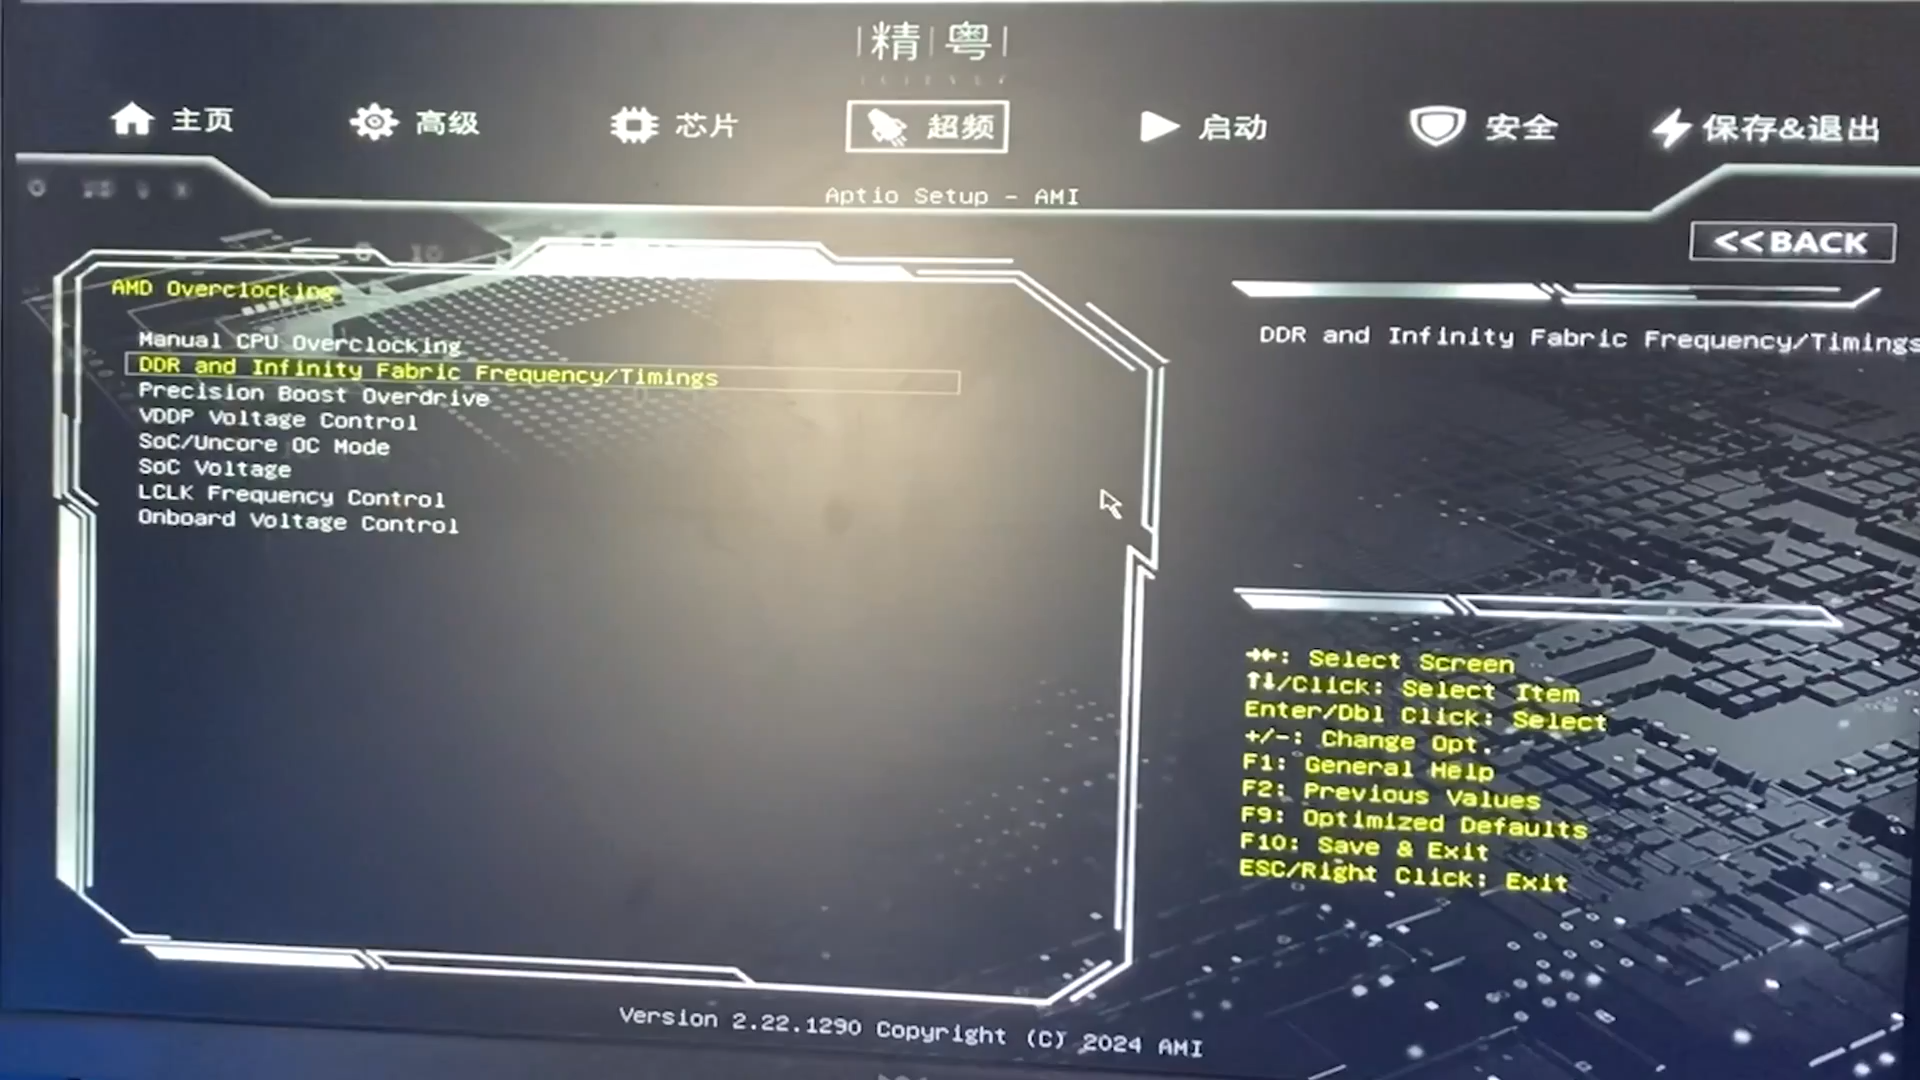 精粤
主页 高级 芯片 超频 启动 安全 保存&退出
Aptio Setup - AMI
<<BACK
AMD Overclocking
Manual CPU Overclocking
DDR and Infinity Fabric Frequency/Timings
Precision Boost Overdrive
VDDP Voltage Control
SoC/Uncore OC Mode
SoC Voltage
LCLK Frequency Control
Onboard Voltage Control
DDR and Infinity Fabric Frequency/Timings
→←: Select Screen
↑↓/Click: Select Item
Enter/Dbl Click: Select
+/-: Change Opt.
F1: General Help
F2: Previous Values
F9: Optimized Defaults
F10: Save & Exit
ESC/Right Click: Exit
Version 2.22.1290 Copyright (C) 2024 AMI